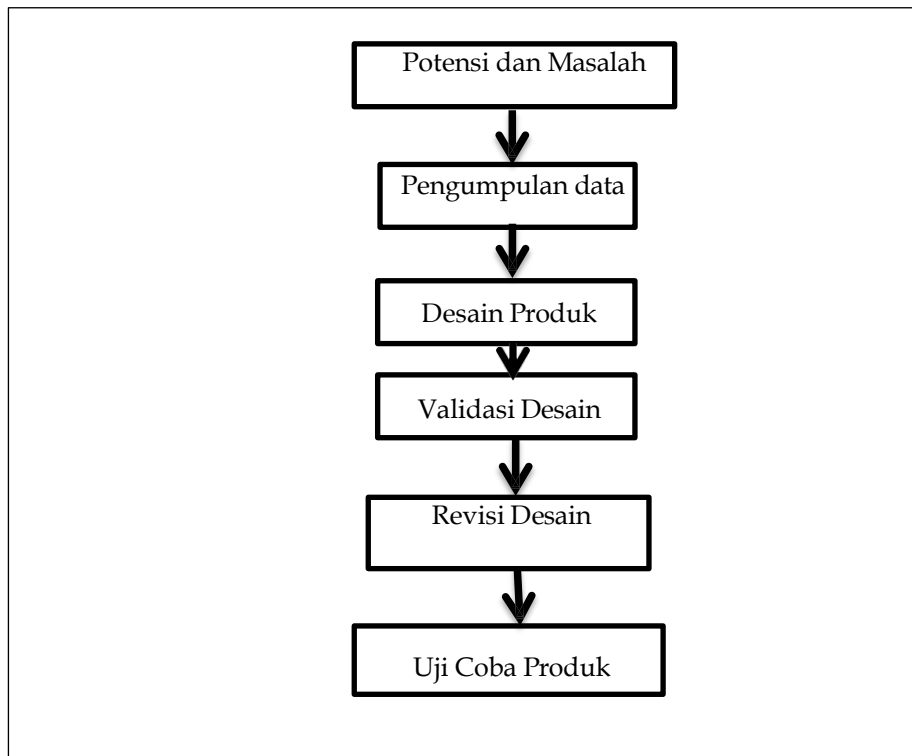 Potensi dan Masalah
Pengumpulan data
Desain Produk
Validasi Desain
Revisi Desain
Uji Coba Produk